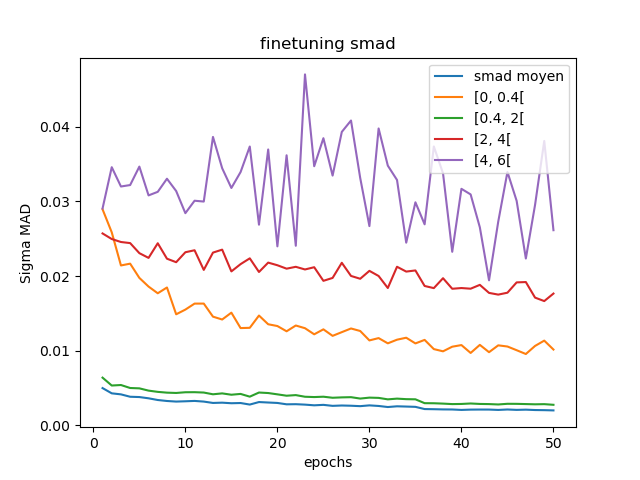 finetuning smad
smad moyen
[0, 0.4[
[0.4, 2[
[2, 4[
[4, 6[
Sigma MAD
0.04
0.03
0.02
0.01
0.00
0 10 20 30 40 50
epochs